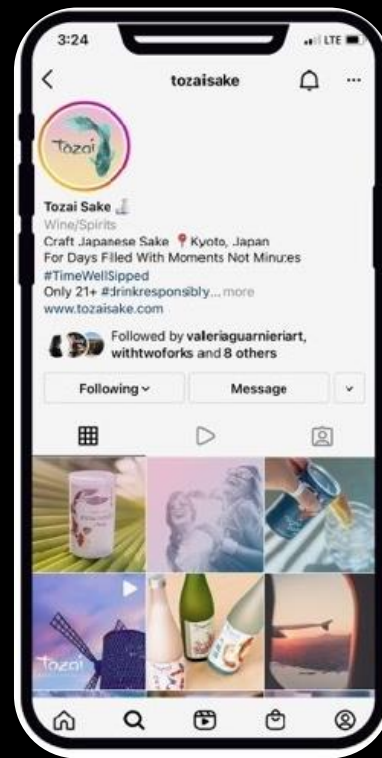 3:24
LTE
tozaisake
Tozai
Tozai Sake
Wine/Spirits
Craft Japanese Sake 📍 Kyoto, Japan
For Days Filled With Moments Not Minutes
#TimeWellSipped
Only 21+ #drinkresponsibly... more
www.tozaisake.com
Followed by valeriaguarnieriart,
withtwoforks and 8 others
Following
Message
Tozai